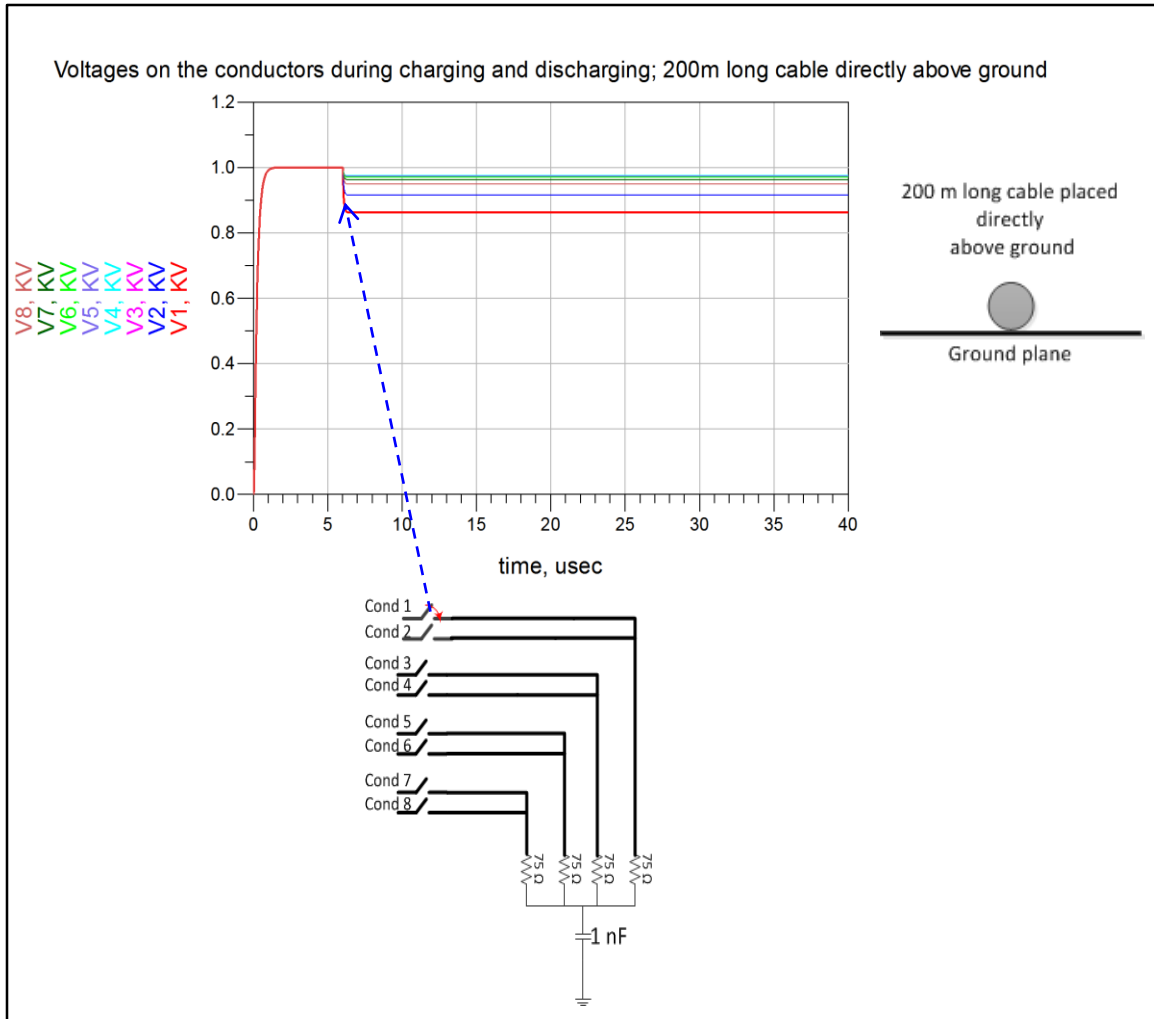 Voltages on the conductors during charging and discharging; 200m long cable directly above ground
1.2
1.0
0.8
0.6
0.4
0.2
0.0
V8, KV
V7, KV
V6, KV
V5, KV
V4, KV
V3, KV
V2, KV
V1, KV
0 5 10 15 20 25 30 35 40
time, usec
200 m long cable placed
directly
above ground
Ground plane
Cond 1
Cond 2
Cond 3
Cond 4
Cond 5
Cond 6
Cond 7
Cond 8
75 Ω
75 Ω
75 Ω
75 Ω
1 nF